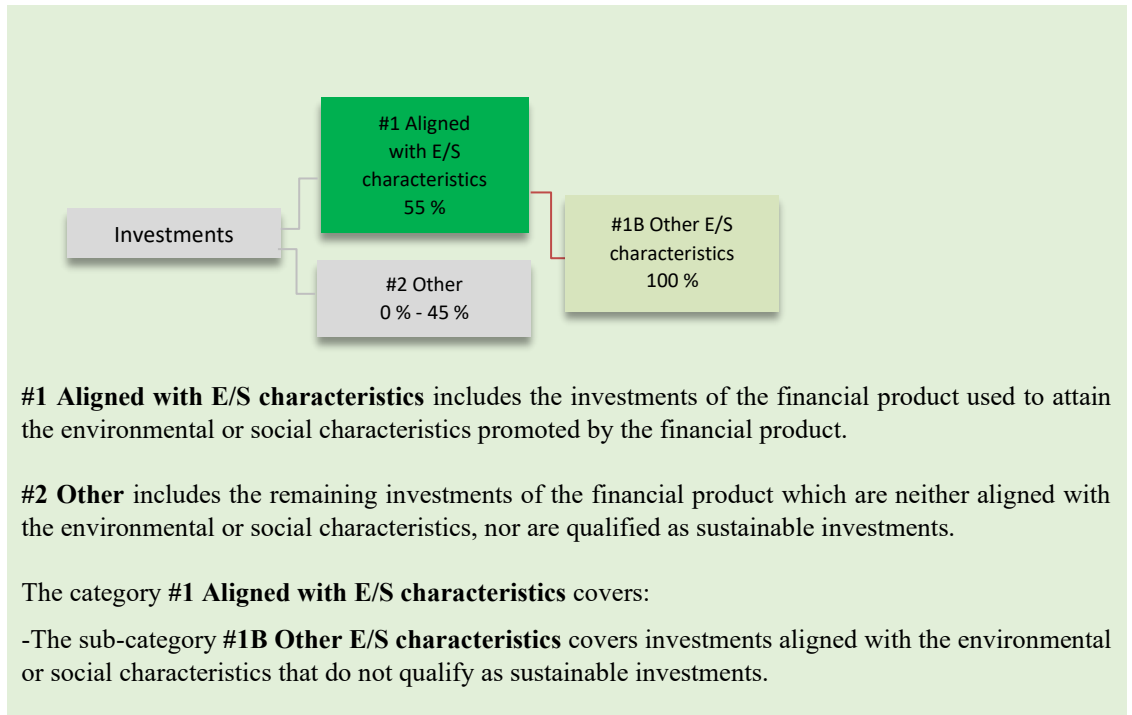 #1 Aligned
with E/S
characteristics
55 %
Investments
#1B Other E/S
characteristics
100 %
#2 Other
0 % - 45 %
#1 Aligned with E/S characteristics includes the investments of the financial product used to attain
the environmental or social characteristics promoted by the financial product.
#2 Other includes the remaining investments of the financial product which are neither aligned with
the environmental or social characteristics, nor are qualified as sustainable investments.
The category #1 Aligned with E/S characteristics covers:
-The sub-category #1B Other E/S characteristics covers investments aligned with the environmental
or social characteristics that do not qualify as sustainable investments.